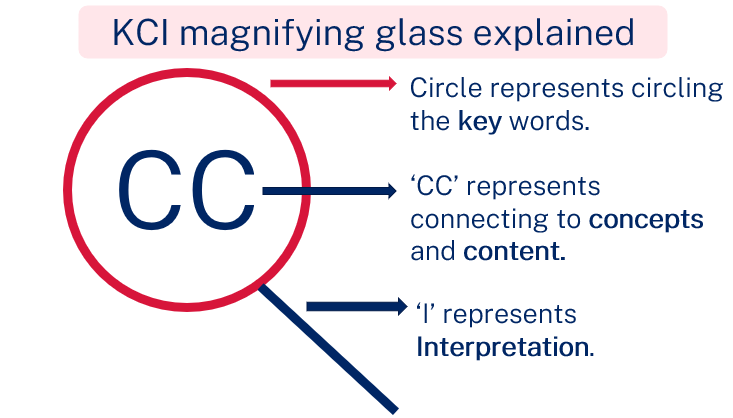 KCI magnifying glass explained
Circle represents circling
the key words.
CC
‘CC’ represents
connecting to concepts
and content.
‘I’ represents
Interpretation.